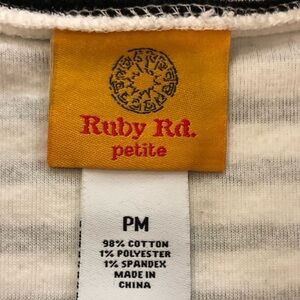 Ruby Rd.
petite
PM
98% COTTON
1% POLYESTER
1% SPANDEX
MADE IN
CHINA